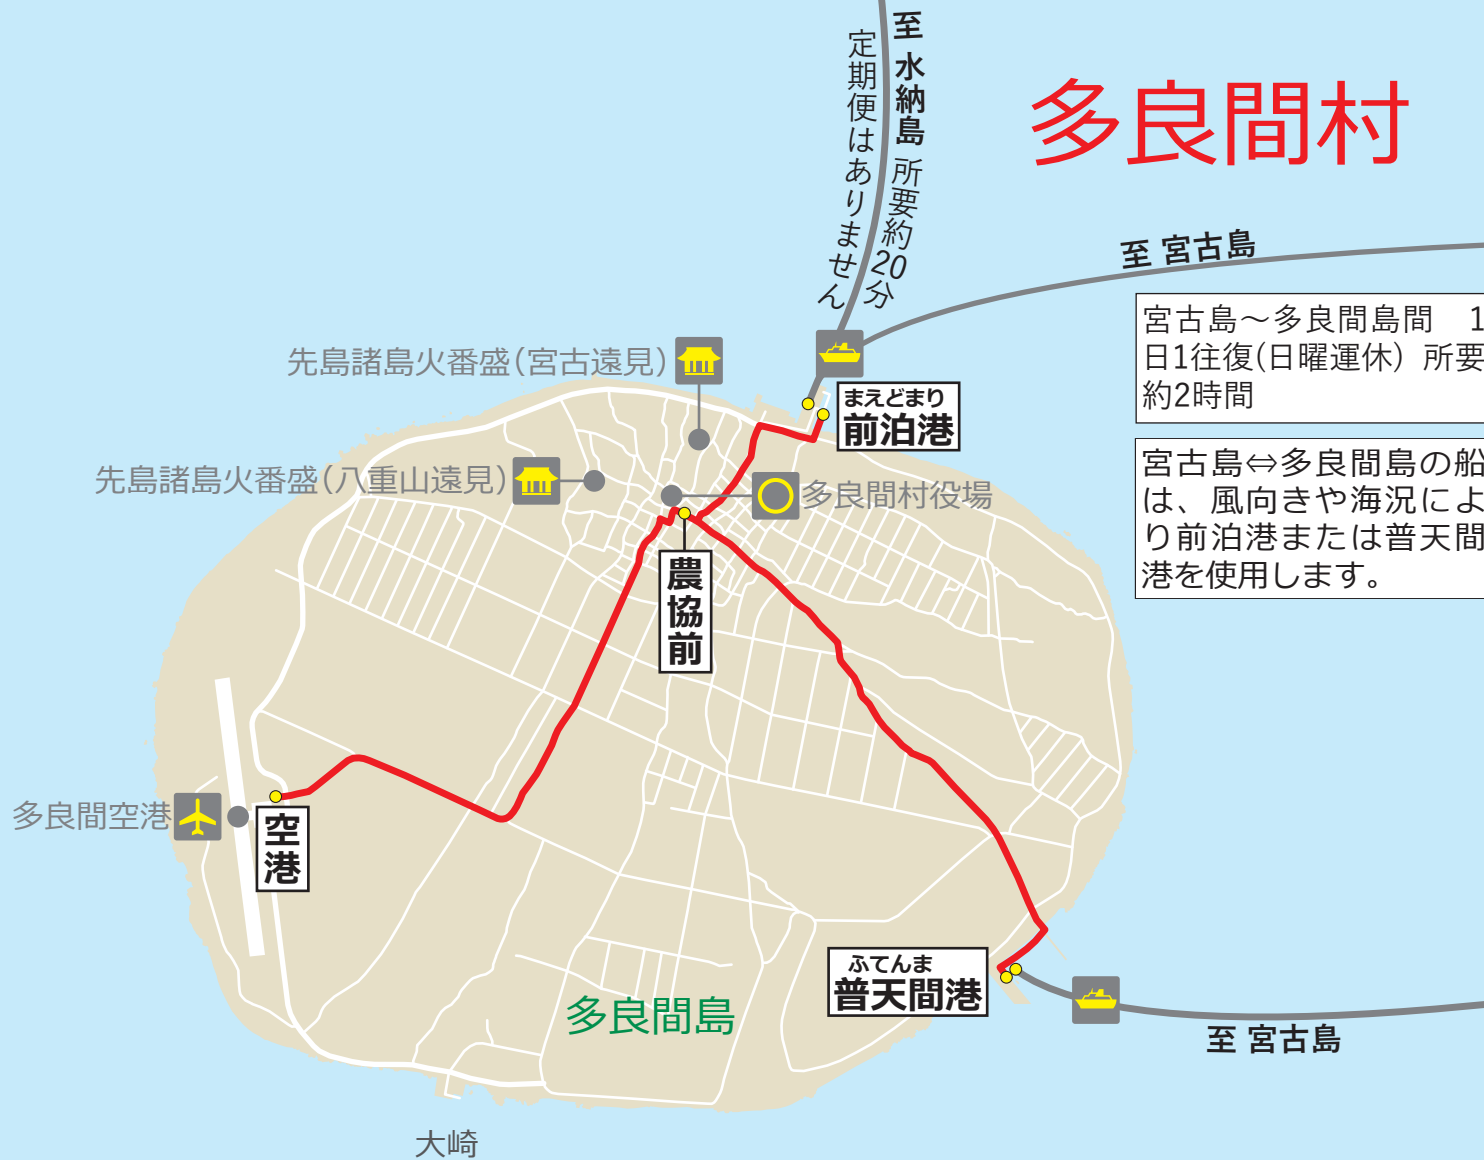 至 水納島 所要約20分
定期便はありません
多良間村
至 宮古島
宮古島～多良間島間　1
日1往復(日曜運休）所要
約2時間
先島諸島火番盛(宮古遠見)
まえどまり
前泊港
宮古島⇔多良間島の船
は、風向きや海況によ
り前泊港または普天間
港を使用します。
先島諸島火番盛(八重山遠見)
多良間村役場
農協前
多良間空港
空港
ふてんま
普天間港
多良間島
至 宮古島
大崎